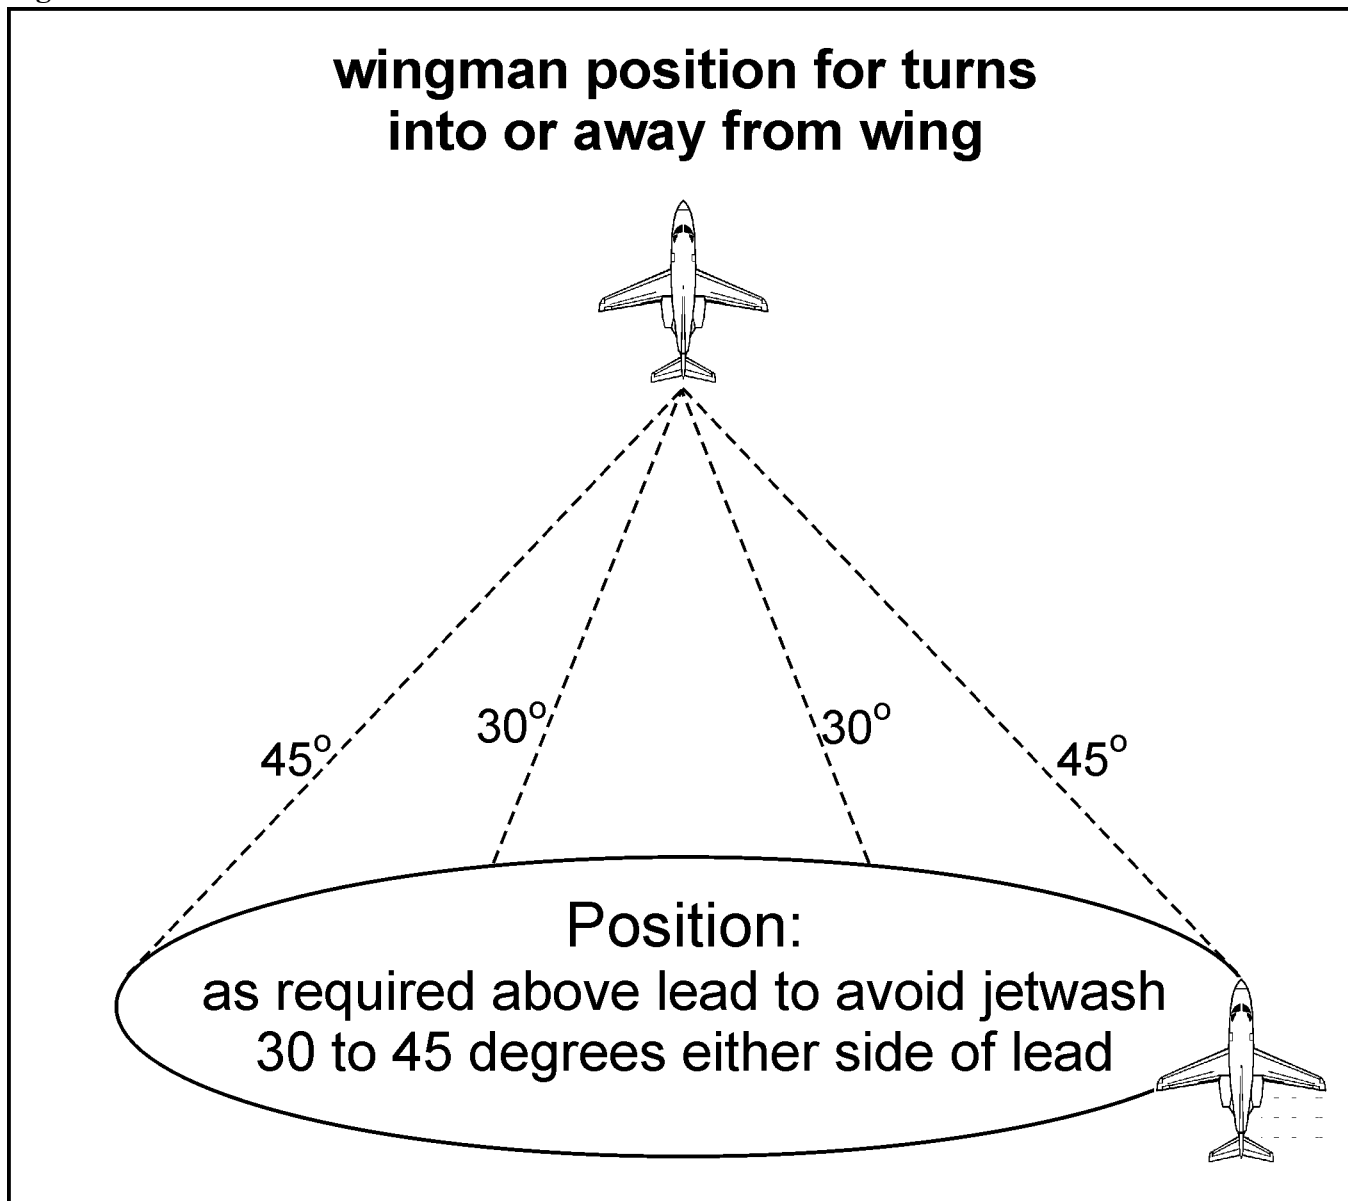 wingman position for turns
into or away from wing
45°
30°
30°
45°
Position:
as required above lead to avoid jetwash
30 to 45 degrees either side of lead